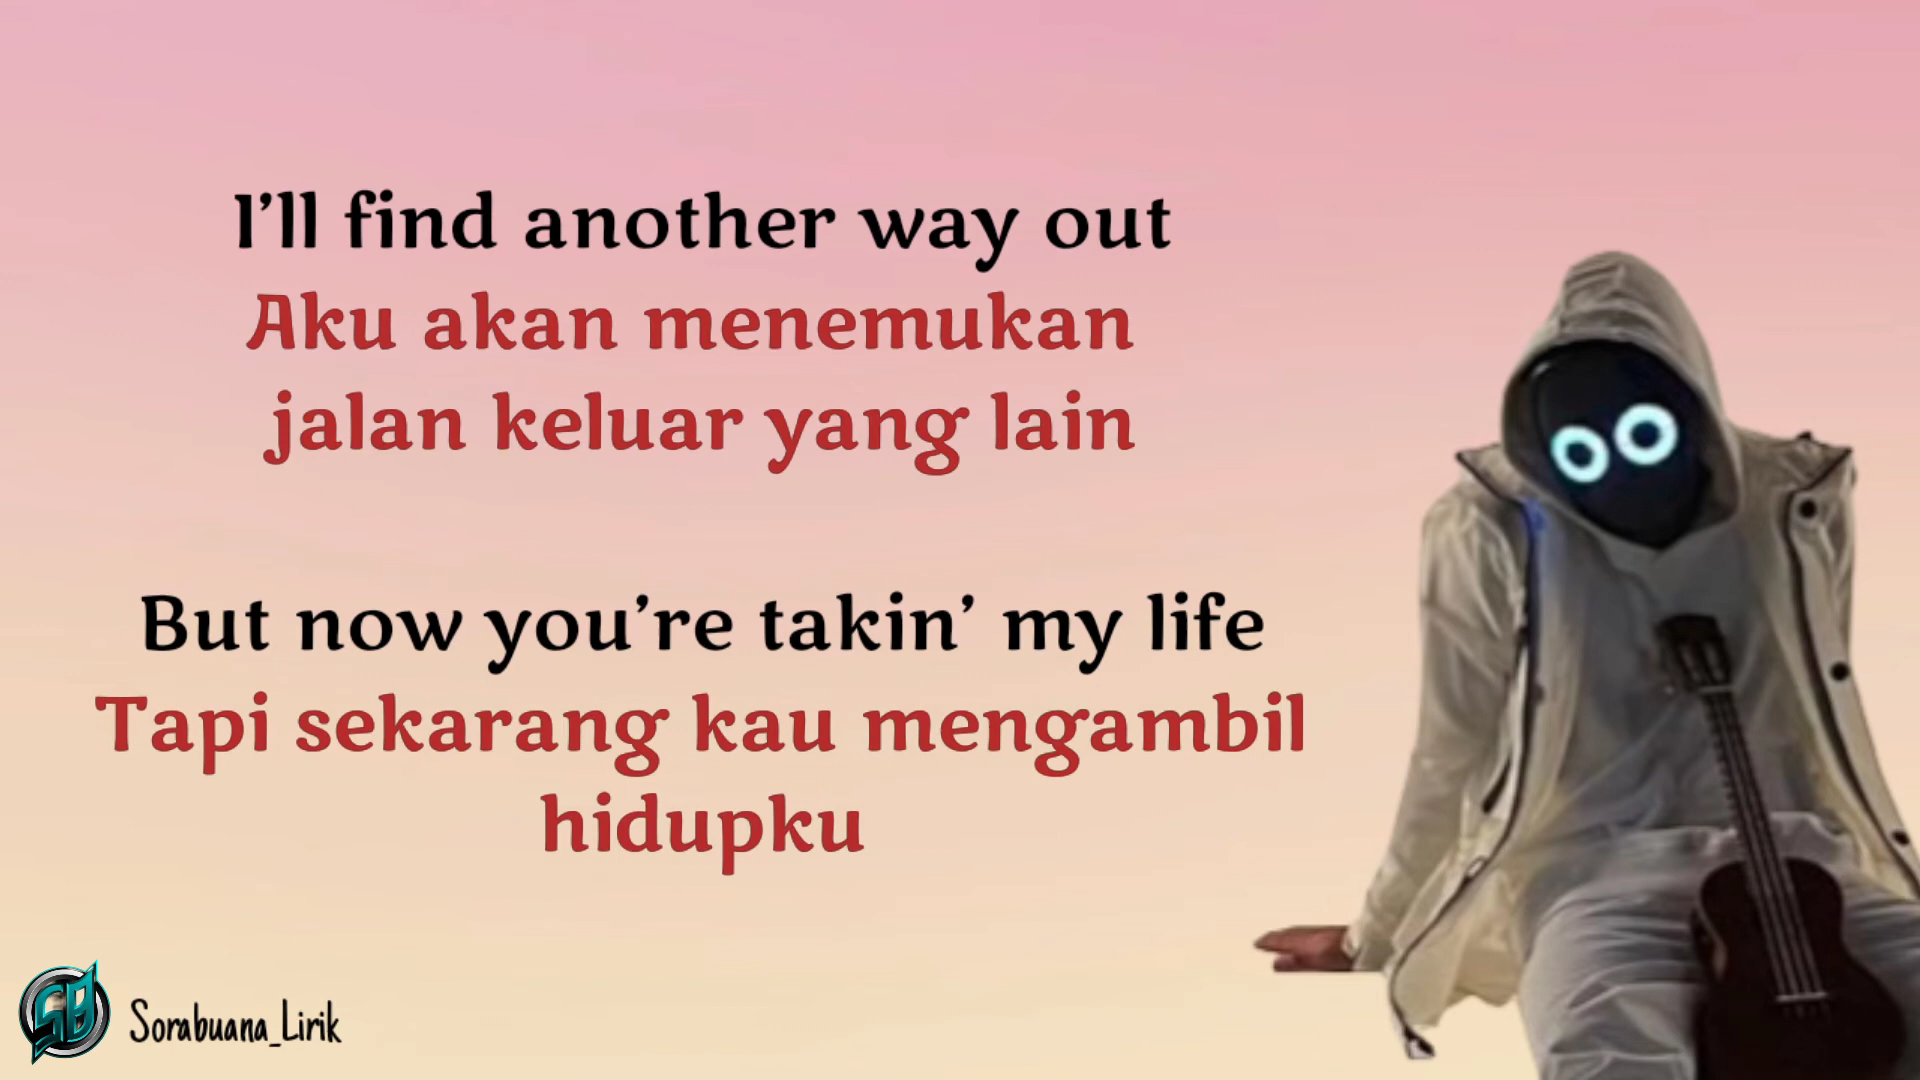 I’ll find another way out
Aku akan menemukan
jalan keluar yang lain
But now you’re takin’ my life
Tapi sekarang kau mengambil
hidupku
SB
Sorabuana_Lirik